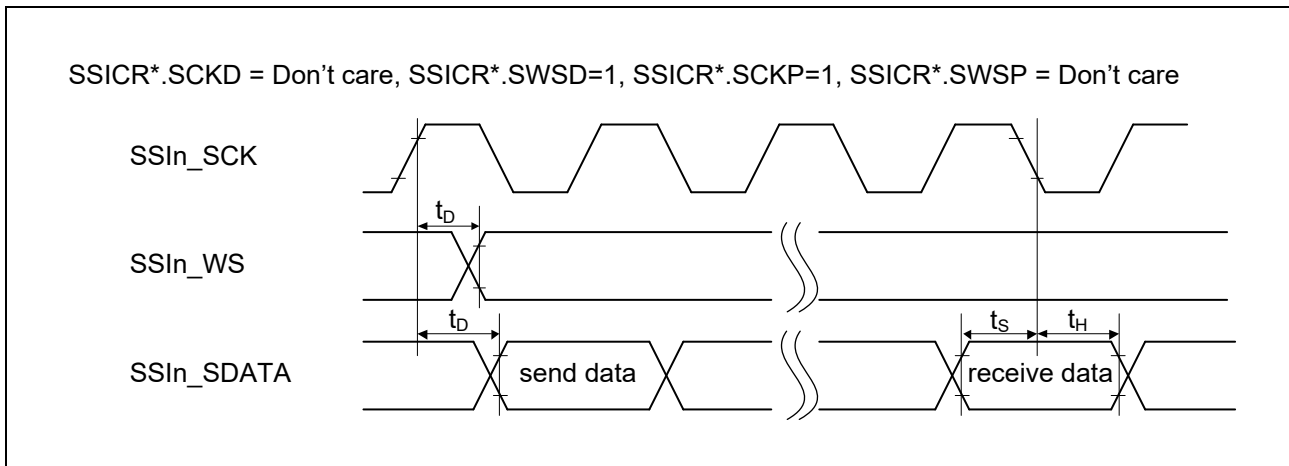 SSICR*.SCKD = Don't care, SSICR*.SWSD=1, SSICR*.SCKP=1, SSICR*.SWSP = Don't care
SSIn_SCK
tD
SSIn_WS
tD
tS tH
SSIn_SDATA
send data
receive data